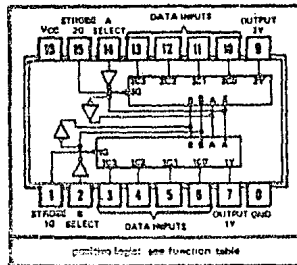 STROBE A DATA INPUTS OUTPUT
VCC 2G SELECT 2Y
15 14 13 12 11 10 9
2C3 2C2 2C1 2C0 2Y
2G
B B A A
B B A A
1G
1C3 1C2 1C1 1C0 1Y
1 2 3 4 5 6 7 8
STROBE B DATA INPUTS OUTPUT GND
1G SELECT 1Y
positive logic: see function table